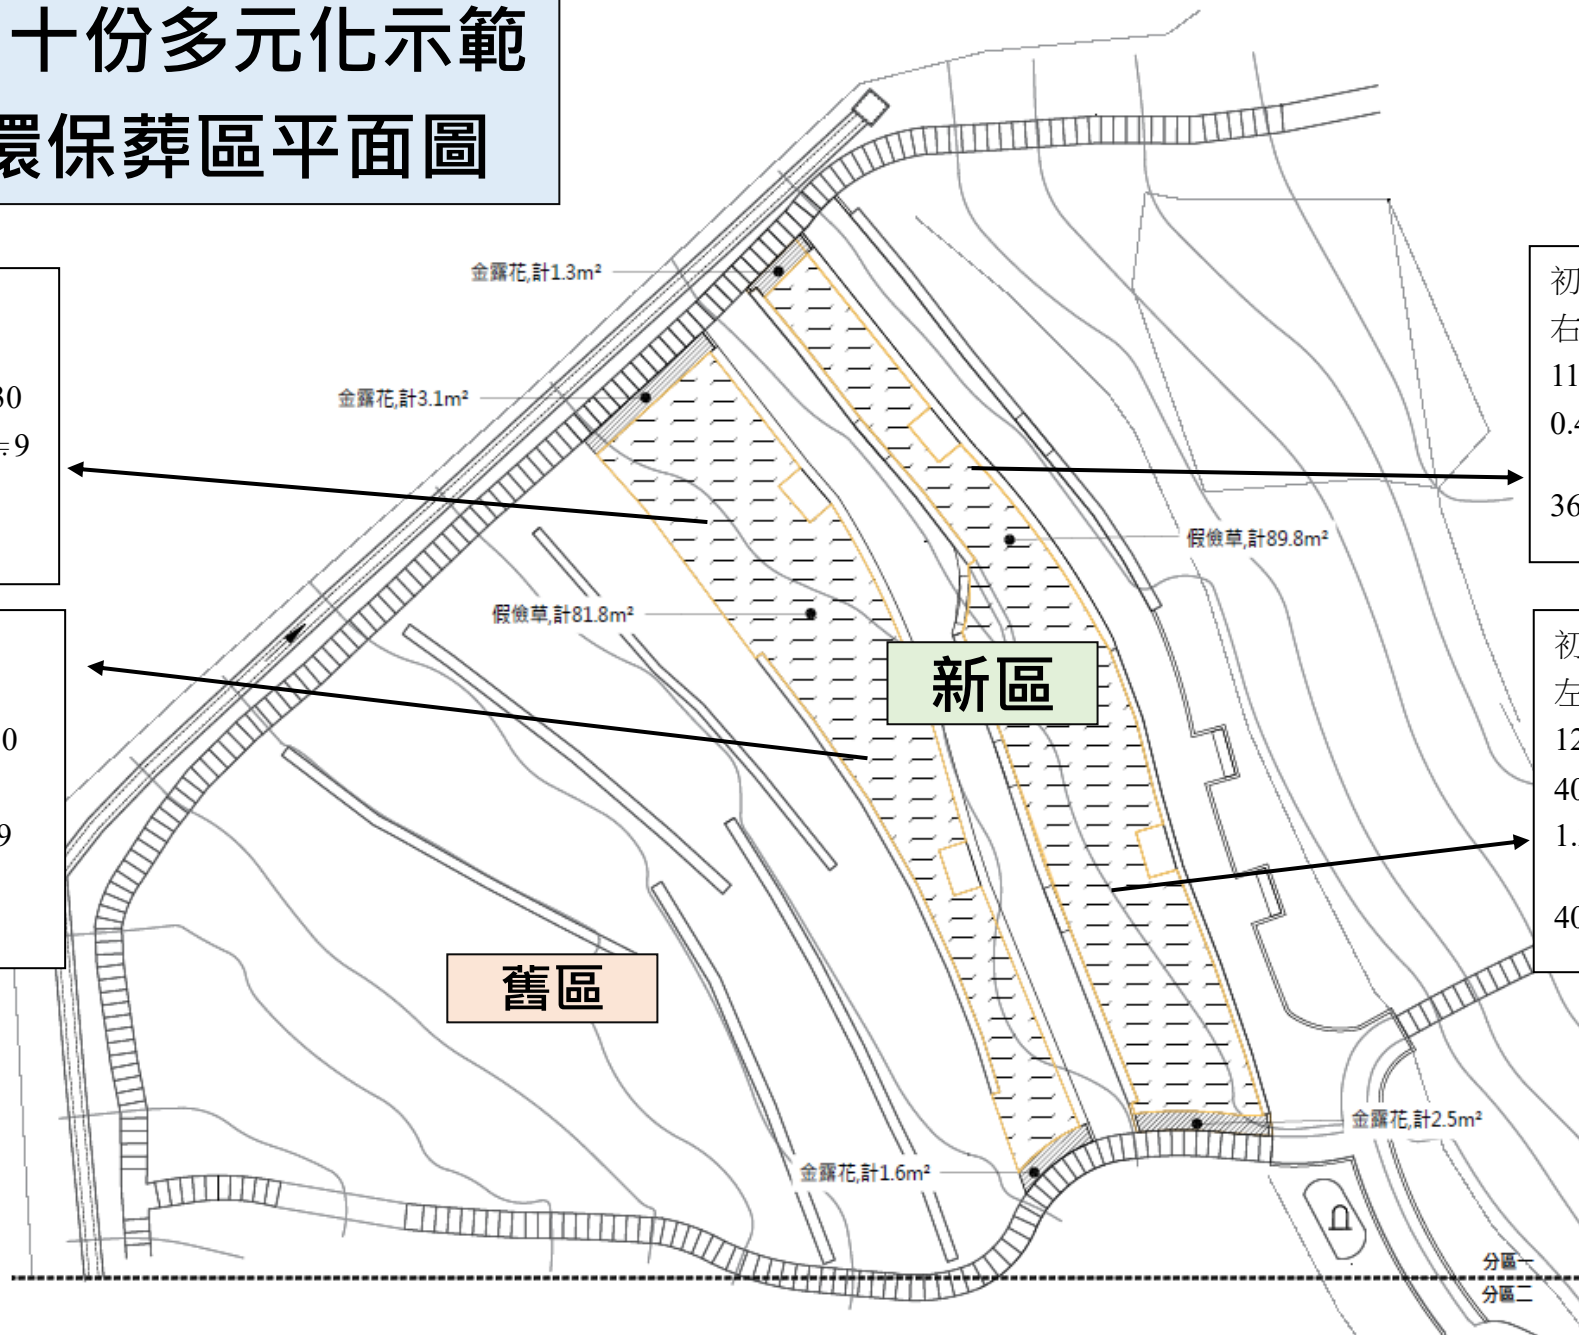 十份多元化示範
環保葬區平面圖
金露花,計1.3m²
金露花,計3.1m²
30
≒9
初
右
11
0.4
36
假儉草,計89.8m²
假儉草,計81.8m²
新區
0
9
初
左
12
40
1.
40
舊區
金露花,計2.5m²
金露花,計1.6m²
分區一
分區二